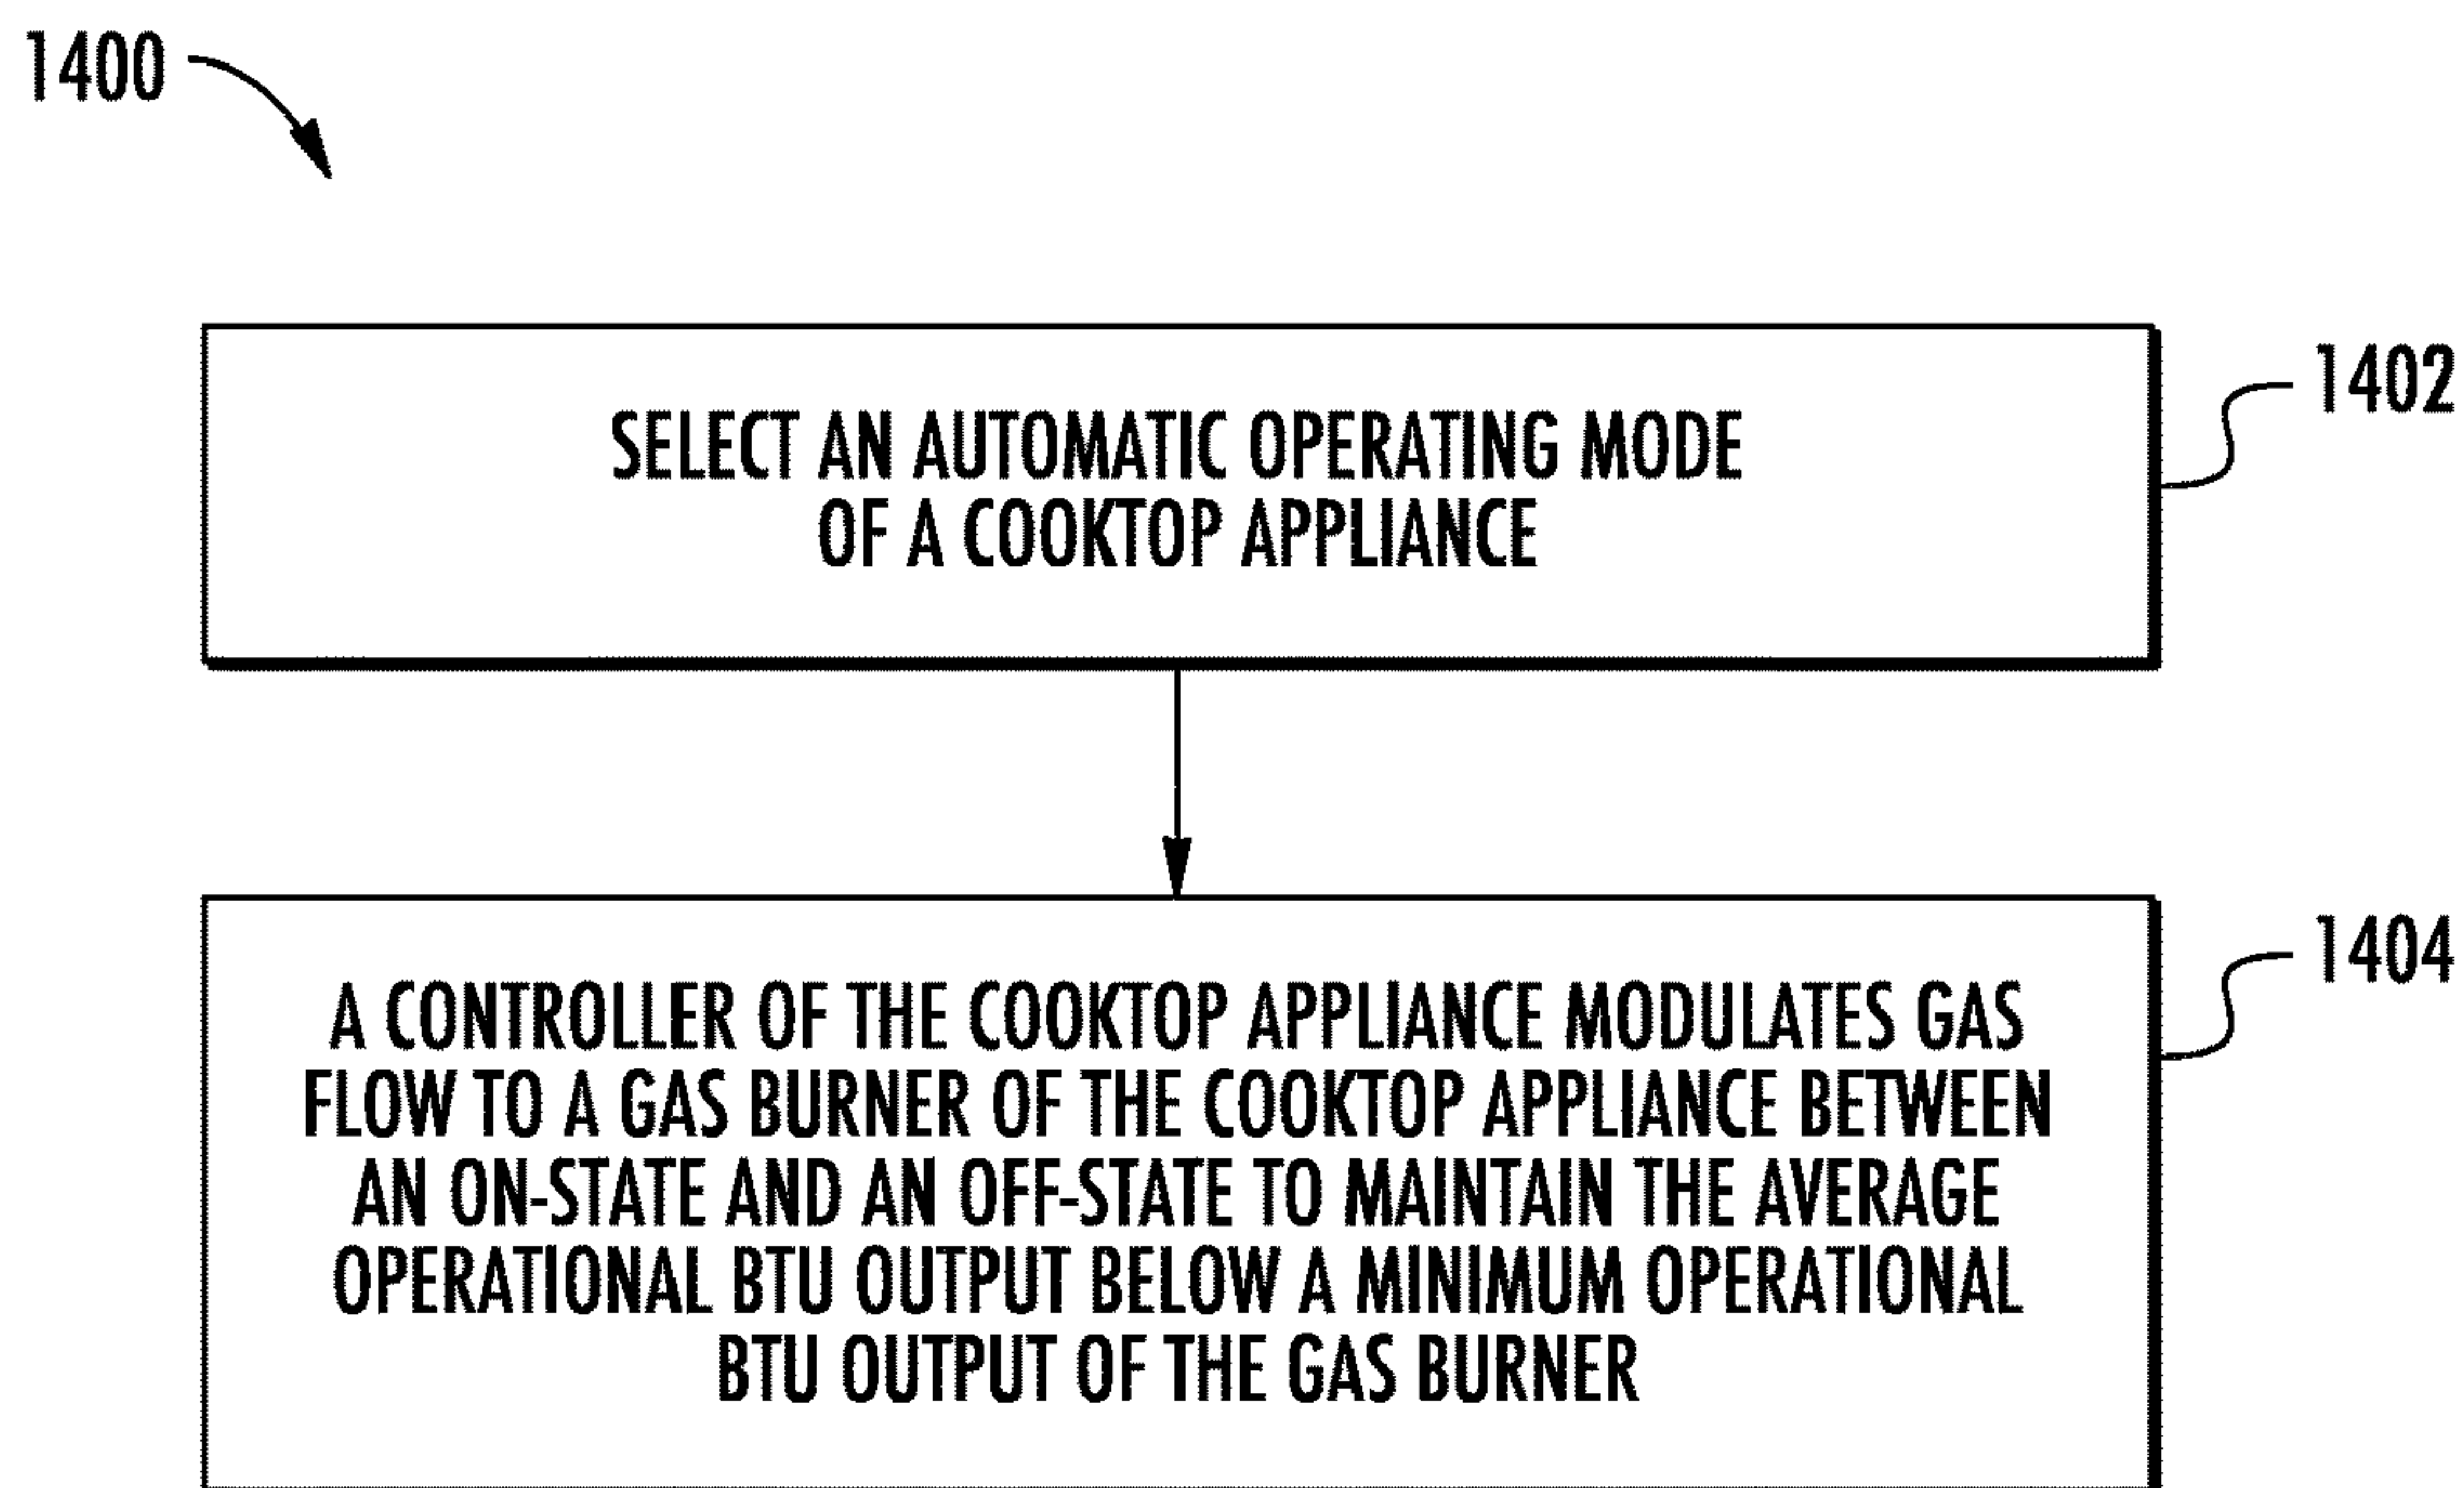 1400
SELECT AN AUTOMATIC OPERATING MODE
OF A COOKTOP APPLIANCE
1402
A CONTROLLER OF THE COOKTOP APPLIANCE MODULATES GAS
FLOW TO A GAS BURNER OF THE COOKTOP APPLIANCE BETWEEN
AN ON-STATE AND AN OFF-STATE TO MAINTAIN THE AVERAGE
OPERATIONAL BTU OUTPUT BELOW A MINIMUM OPERATIONAL
BTU OUTPUT OF THE GAS BURNER
1404